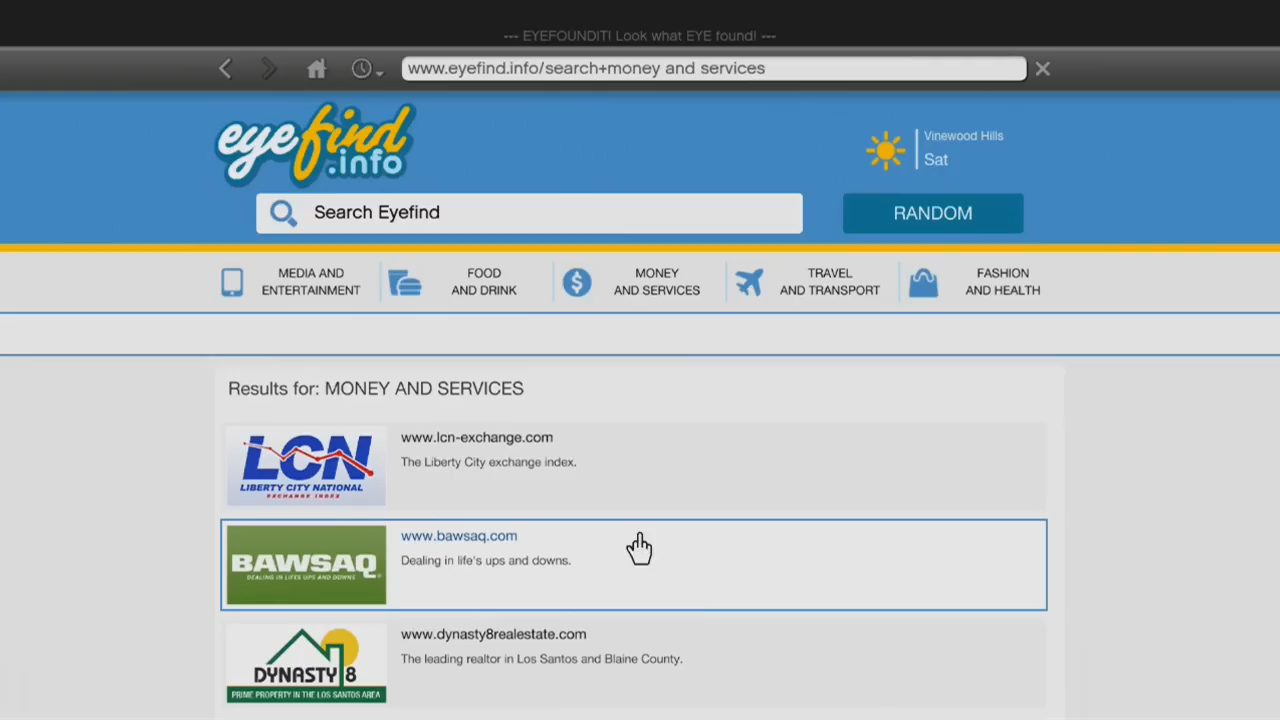 --- EYEFOUNDIT! Look what EYE found! ---
www.eyefind.info/search+money and services
eyefind
.info
Vinewood Hills
Sat
Search Eyefind
RANDOM
MEDIA AND
ENTERTAINMENT
FOOD
AND DRINK
MONEY
AND SERVICES
TRAVEL
AND TRANSPORT
FASHION
AND HEALTH
Results for: MONEY AND SERVICES
LCN
LIBERTY CITY NATIONAL
EXCHANGE INDEX
www.lcn-exchange.com
The Liberty City exchange index.
BAWSAQ
DEALING IN LIFES UPS AND DOWNS
www.bawsaq.com
Dealing in life's ups and downs.
DYNASTY 8
PRIME PROPERTY IN THE LOS SANTOS AREA
www.dynasty8realestate.com
The leading realtor in Los Santos and Blaine County.